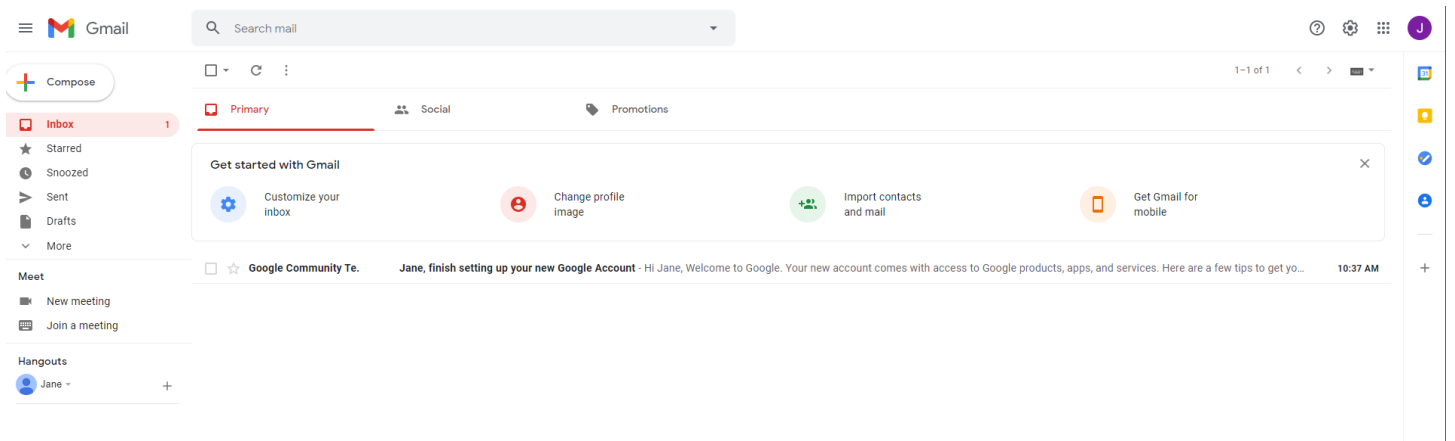 Gmail
Search mail
J
Compose
1–1 of 1
31
Primary
Social
Promotions
Inbox 1
Starred
Snoozed
Sent
Drafts
More
Get started with Gmail
Customize your
inbox
Change profile
image
Import contacts
and mail
Get Gmail for
mobile
Google Community Te. Jane, finish setting up your new Google Account - Hi Jane, Welcome to Google. Your new account comes with access to Google products, apps, and services. Here are a few tips to get yo... 10:37 AM
Meet
New meeting
Join a meeting
Hangouts
Jane